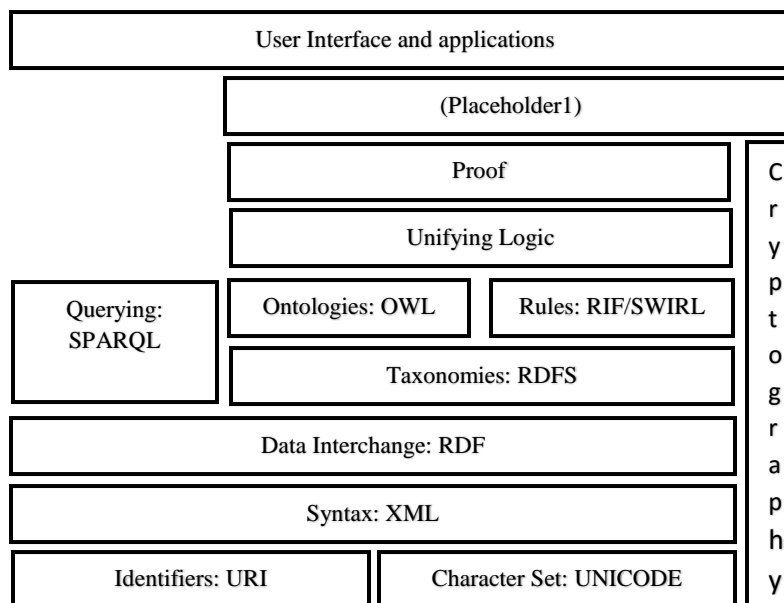 User Interface and applications
(Placeholder1)
Proof
Unifying Logic
Querying:
SPARQL
Ontologies: OWL
Rules: RIF/SWIRL
Taxonomies: RDFS
Data Interchange: RDF
Syntax: XML
Identifiers: URI
Character Set: UNICODE
Cryptography